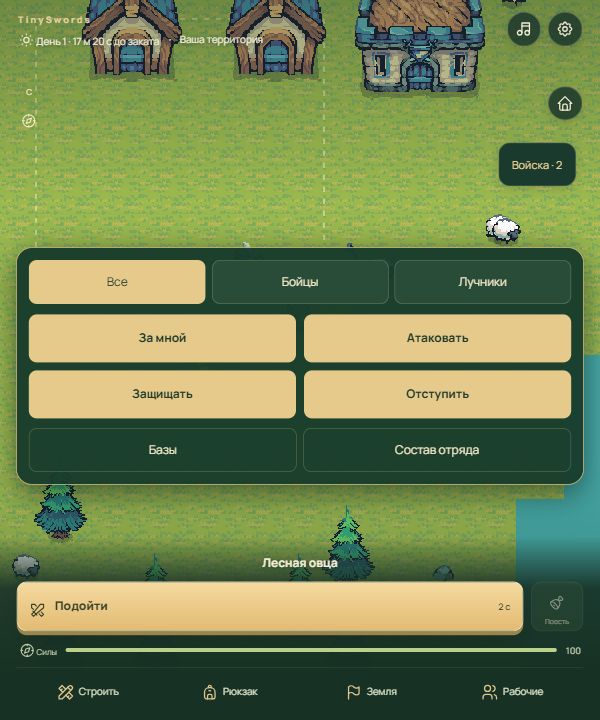 TinySwords
День 1 · 17 м 20 с до заката · Ваша территория
С
Войска · 2
Все
Бойцы
Лучники
За мной
Атаковать
Защищать
Отступить
Базы
Состав отряда
Лесная овца
Подойти
2 с
Поесть
Силы
100
Строить
Рюкзак
Земля
Рабочие